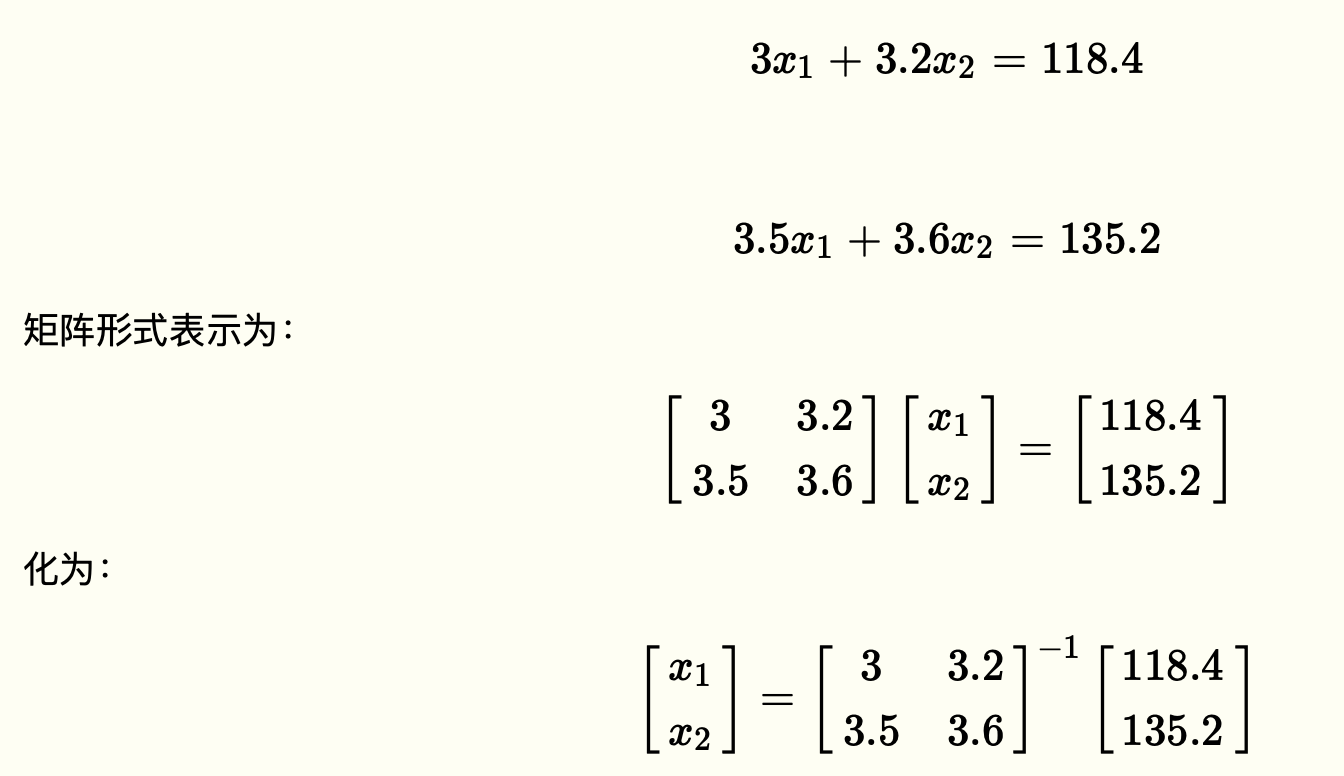 3x₁ + 3.2x₂ = 118.4
3.5x₁ + 3.6x₂ = 135.2
矩阵形式表示为：
[3 3.2; 3.5 3.6] [x₁; x₂] = [118.4; 135.2]
化为：
[x₁; x₂] = [3 3.2; 3.5 3.6]⁻¹ [118.4; 135.2]